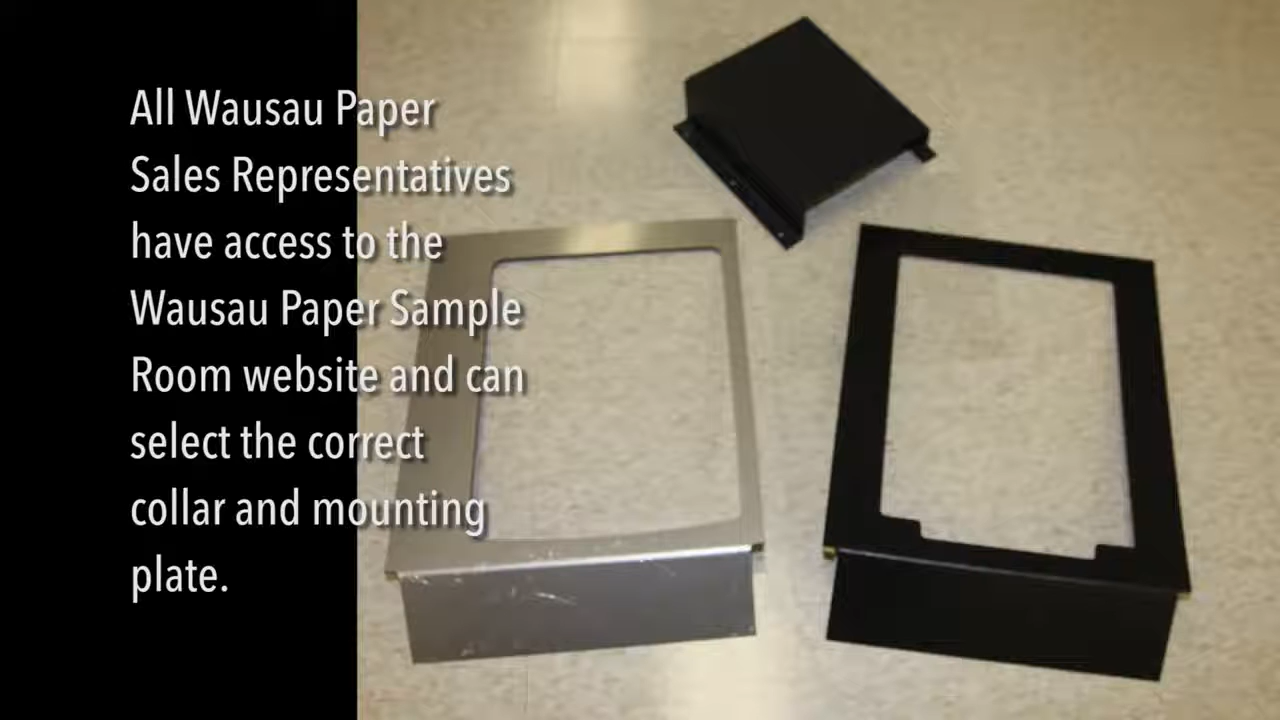 All Wausau Paper
Sales Representatives
have access to the
Wausau Paper Sample
Room website and can
select the correct
collar and mounting
plate.